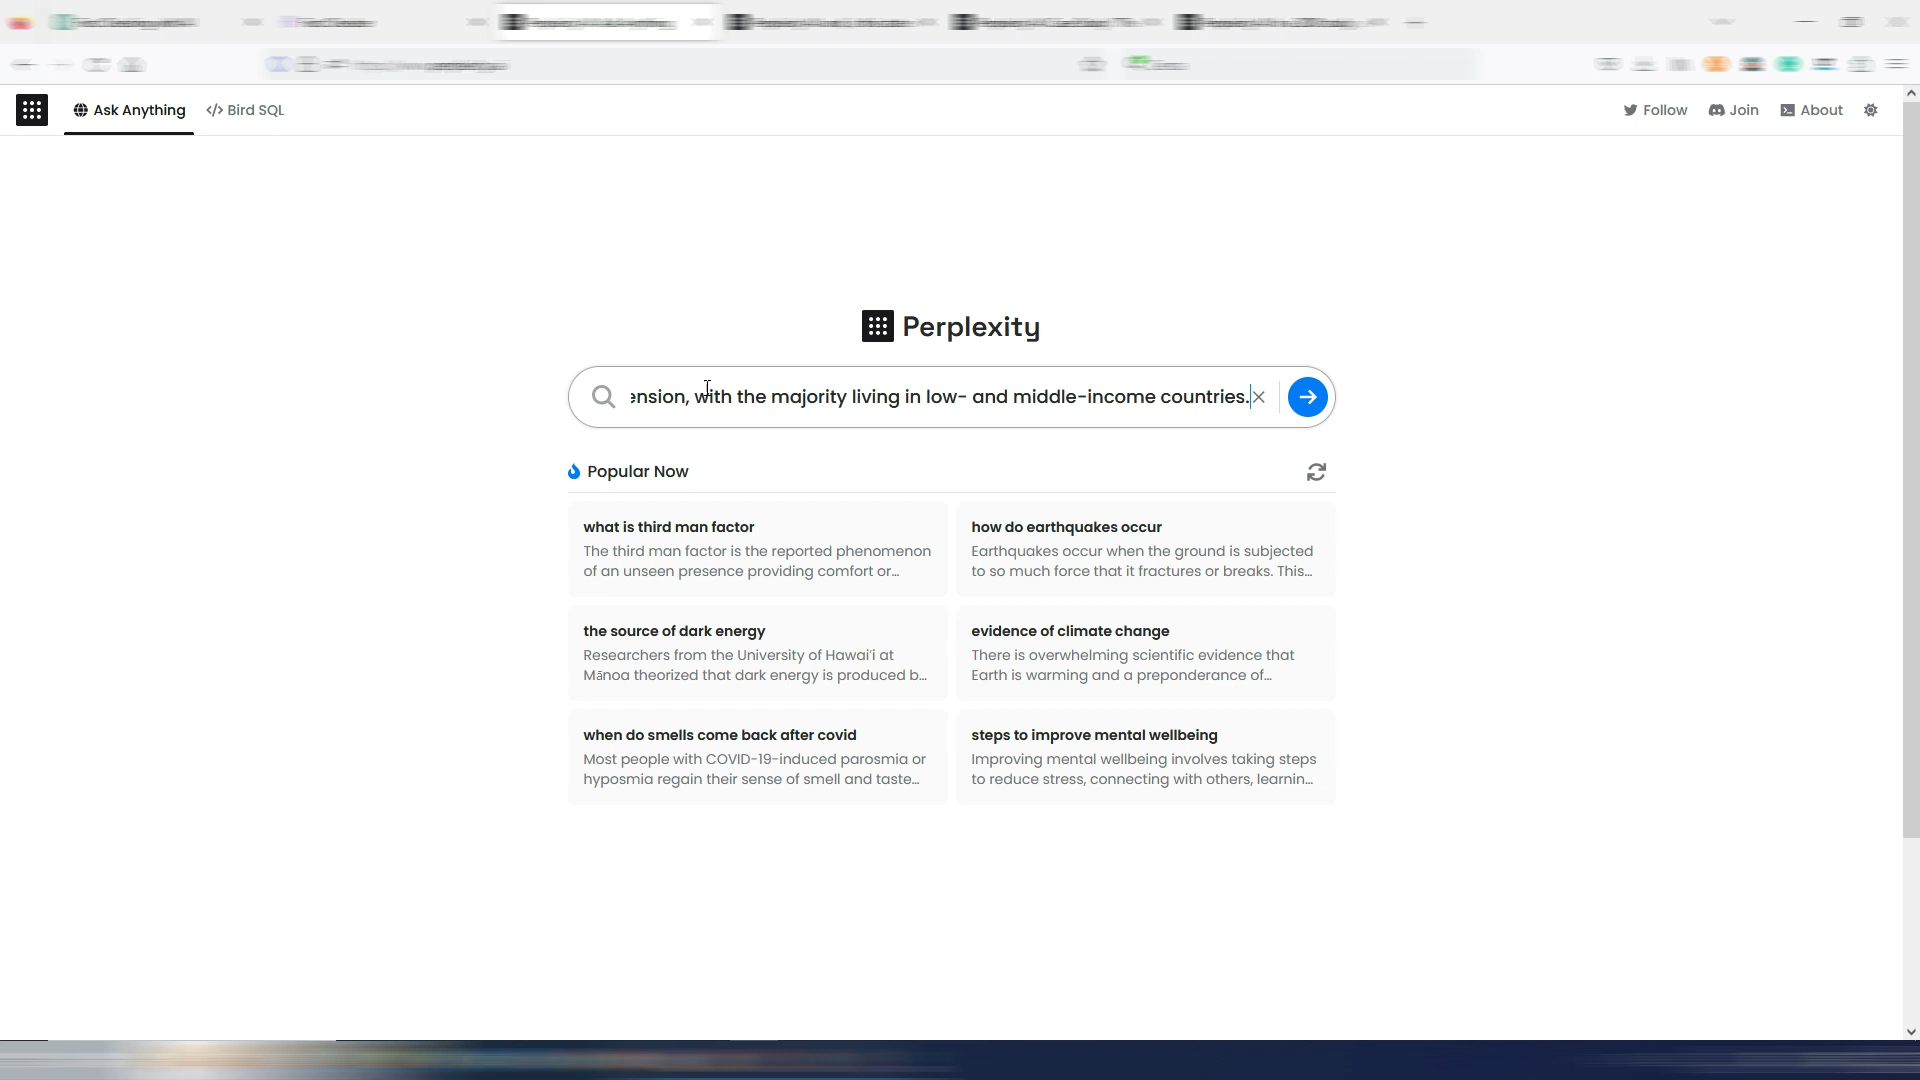 Ask Anything
</> Bird SQL
Follow
Join
About
Perplexity
ension, with the majority living in low- and middle-income countries.
Popular Now
what is third man factor
The third man factor is the reported phenomenon
of an unseen presence providing comfort or...
how do earthquakes occur
Earthquakes occur when the ground is subjected
to so much force that it fractures or breaks. This...
the source of dark energy
Researchers from the University of Hawai'i at
Mānoa theorized that dark energy is produced b...
evidence of climate change
There is overwhelming scientific evidence that
Earth is warming and a preponderance of...
when do smells come back after covid
Most people with COVID-19-induced parosmia or
hyposmia regain their sense of smell and taste...
steps to improve mental wellbeing
Improving mental wellbeing involves taking steps
to reduce stress, connecting with others, learnin...